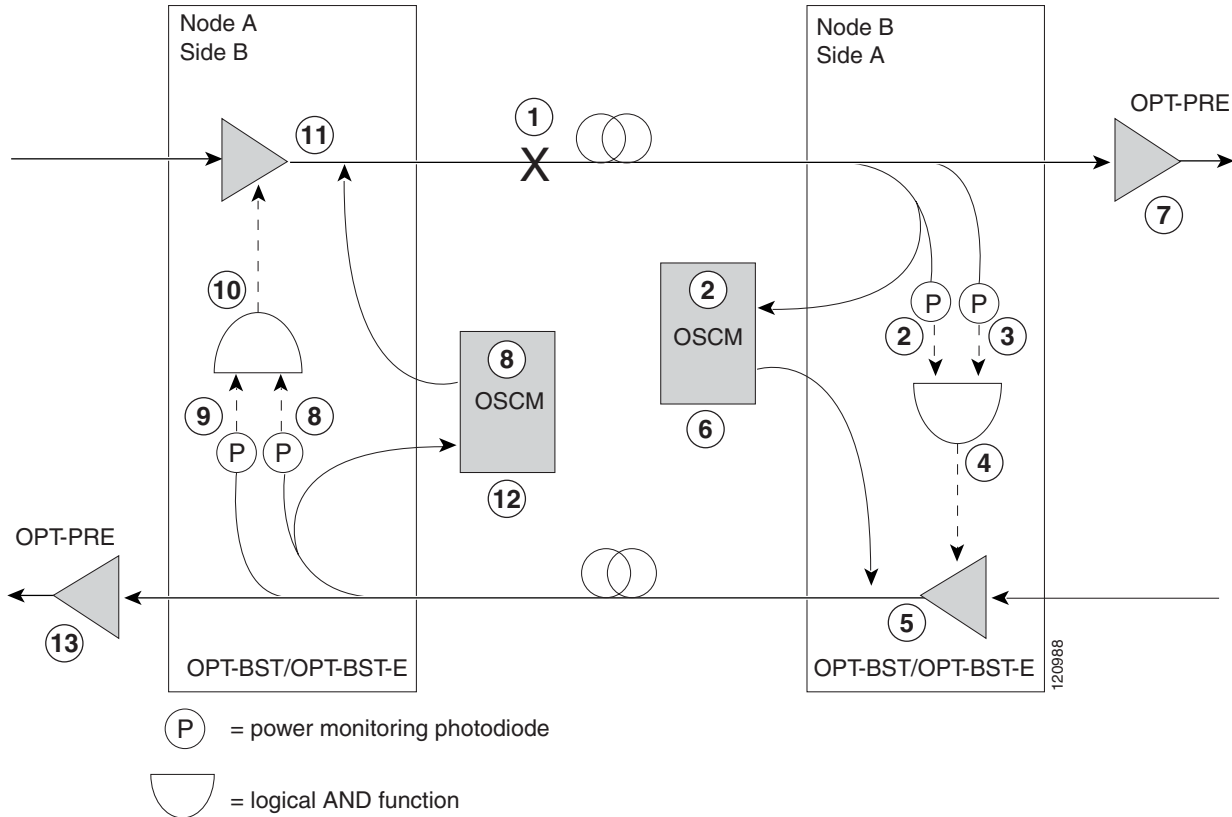 Node A
Side B
Node B
Side A
1
11
OPT-PRE
7
10
2
OSCM
P
P
2
3
8
OSCM
9
8
6
P
P
4
12
OPT-PRE
13
5
OPT-BST/OPT-BST-E
OPT-BST/OPT-BST-E
120988
P = power monitoring photodiode
= logical AND function